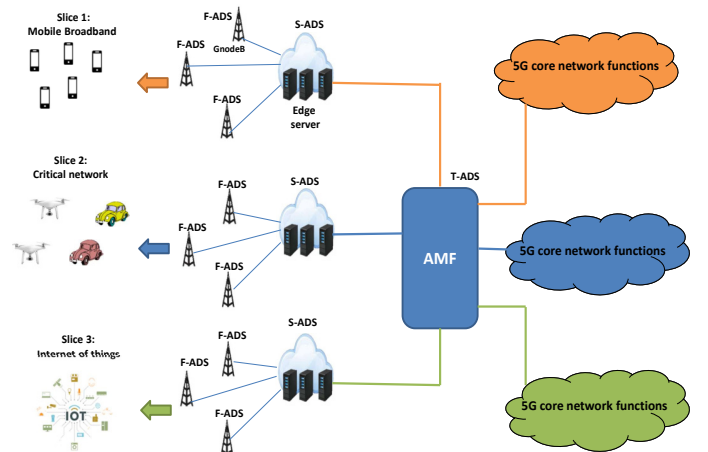 Slice 1:
Mobile Broadband
F-ADS
GnodeB
F-ADS
F-ADS
S-ADS
Edge
server
5G core network functions
Slice 2:
Critical network
F-ADS
F-ADS
F-ADS
S-ADS
T-ADS
AMF
5G core network functions
Slice 3:
Internet of things
IOT
F-ADS
F-ADS
F-ADS
S-ADS
5G core network functions